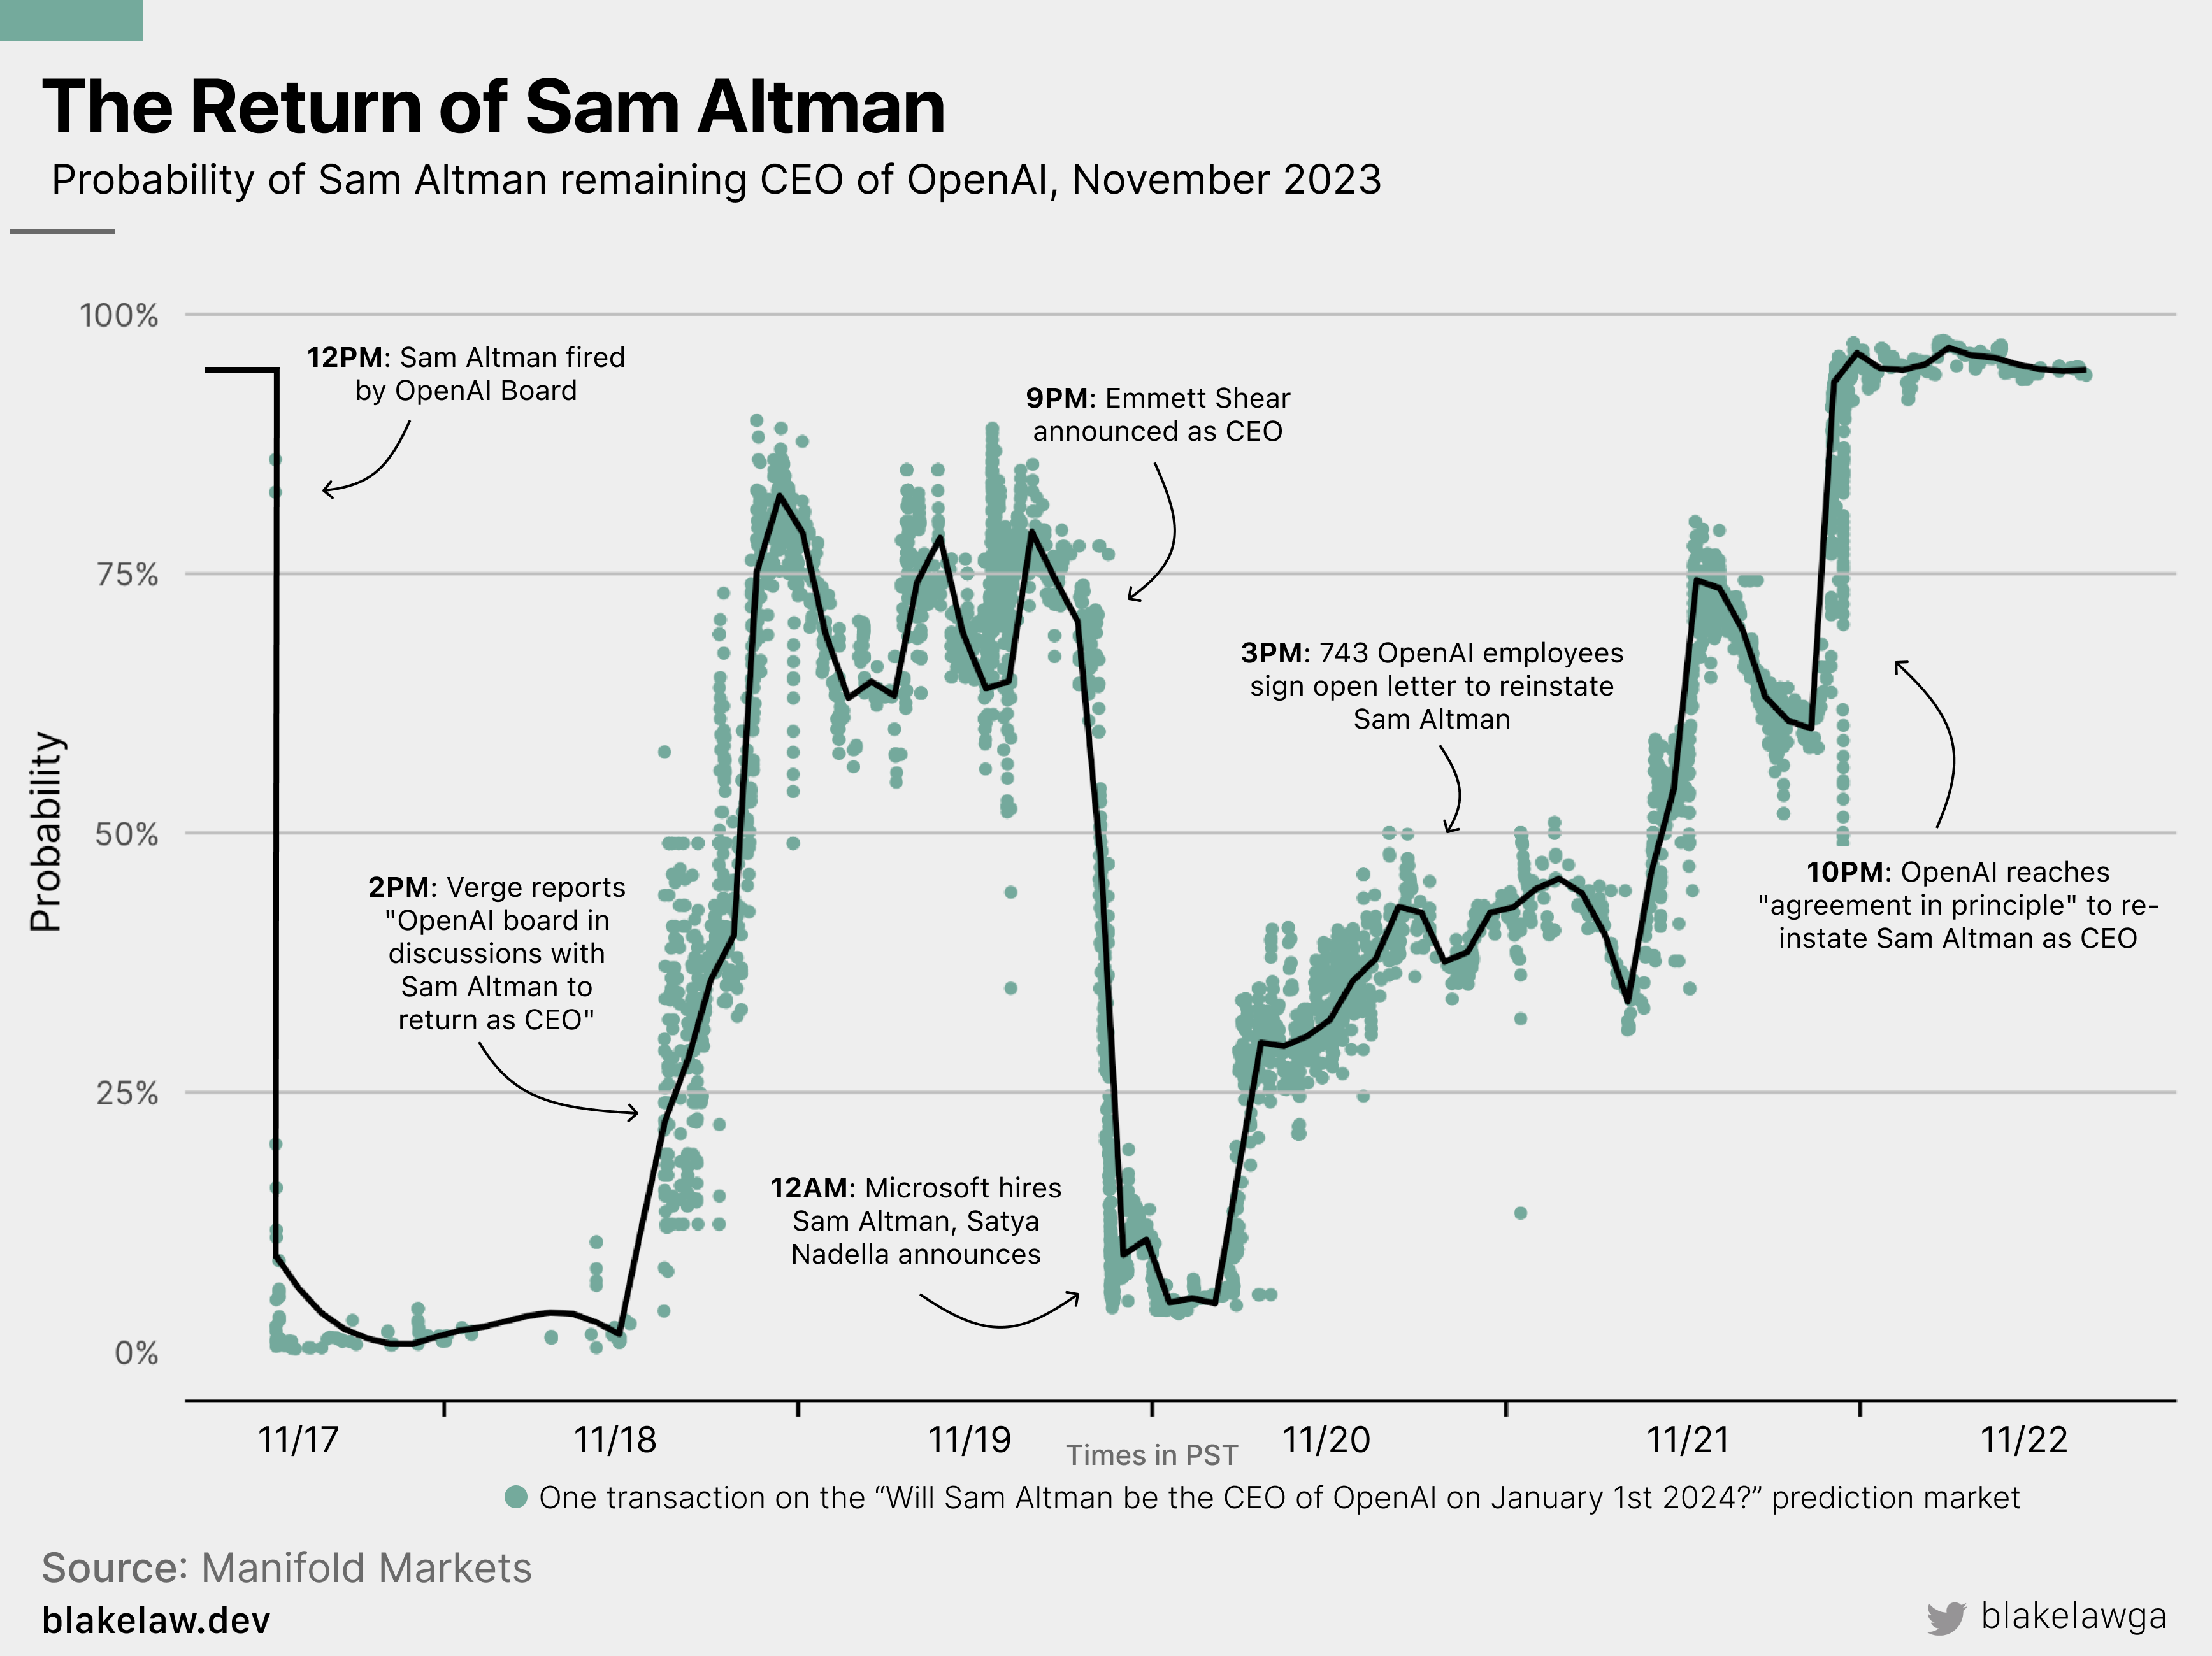 The Return of Sam Altman
Probability of Sam Altman remaining CEO of OpenAI, November 2023
100%
75%
50%
25%
0%
Probability
12PM: Sam Altman fired
by OpenAI Board
2PM: Verge reports
"OpenAI board in
discussions with
Sam Altman to
return as CEO"
9PM: Emmett Shear
announced as CEO
12AM: Microsoft hires
Sam Altman, Satya
Nadella announces
3PM: 743 OpenAI employees
sign open letter to reinstate
Sam Altman
10PM: OpenAI reaches
"agreement in principle" to re-
instate Sam Altman as CEO
11/17
11/18
11/19
11/20
11/21
11/22
Times in PST
One transaction on the “Will Sam Altman be the CEO of OpenAI on January 1st 2024?” prediction market
Source: Manifold Markets
blakelaw.dev
blakelawga